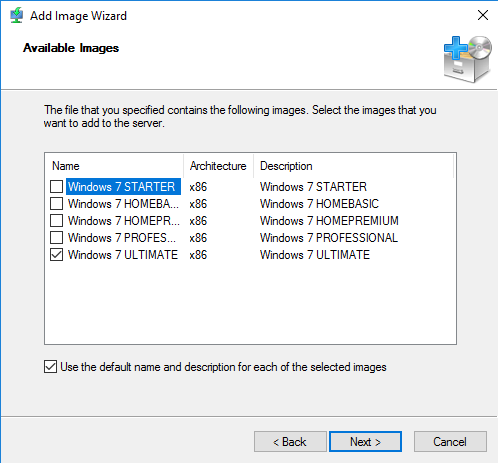 Add Image Wizard
Available Images
The file that you specified contains the following images. Select the images that you
want to add to the server.
Name Architecture Description
Windows 7 STARTER x86 Windows 7 STARTER
Windows 7 HOMEBA... x86 Windows 7 HOMEBASIC
Windows 7 HOMEPR... x86 Windows 7 HOMEPREMIUM
Windows 7 PROFES... x86 Windows 7 PROFESSIONAL
Windows 7 ULTIMATE x86 Windows 7 ULTIMATE
Use the default name and description for each of the selected images
< Back Next > Cancel